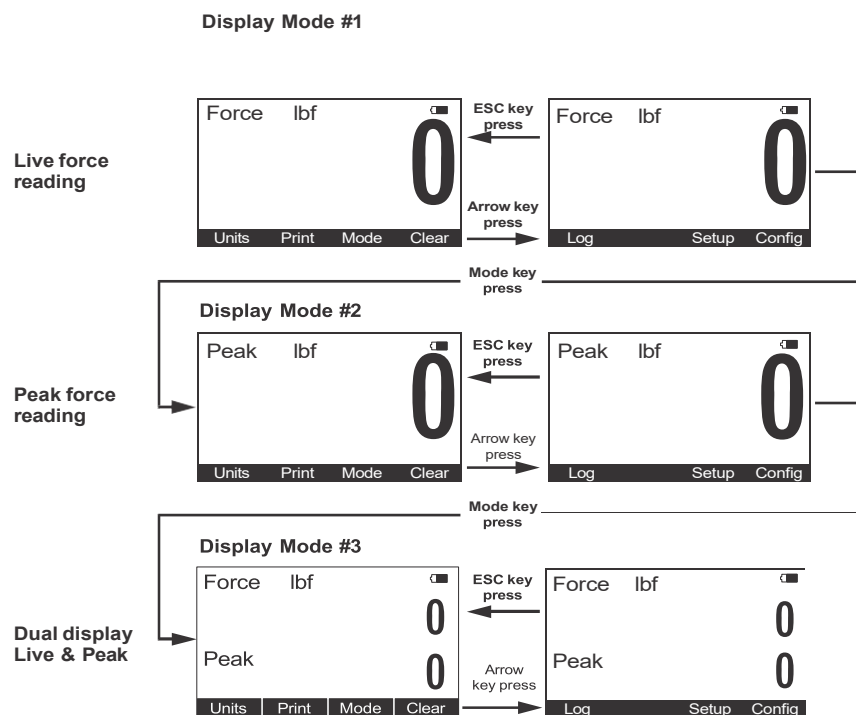 Display Mode #1
Live force
reading
Force lbf
0
Units Print Mode Clear
ESC key
press
Arrow key
press
Force lbf
0
Log Setup Config
Mode key
press
Display Mode #2
Peak force
reading
Peak lbf
0
Units Print Mode Clear
ESC key
press
Arrow key
press
Peak lbf
0
Log Setup Config
Mode key
press
Display Mode #3
Dual display
Live & Peak
Force lbf
0
Peak
0
Units Print Mode Clear
ESC key
press
Arrow
key press
Force lbf
0
Peak
0
Log Setup Config